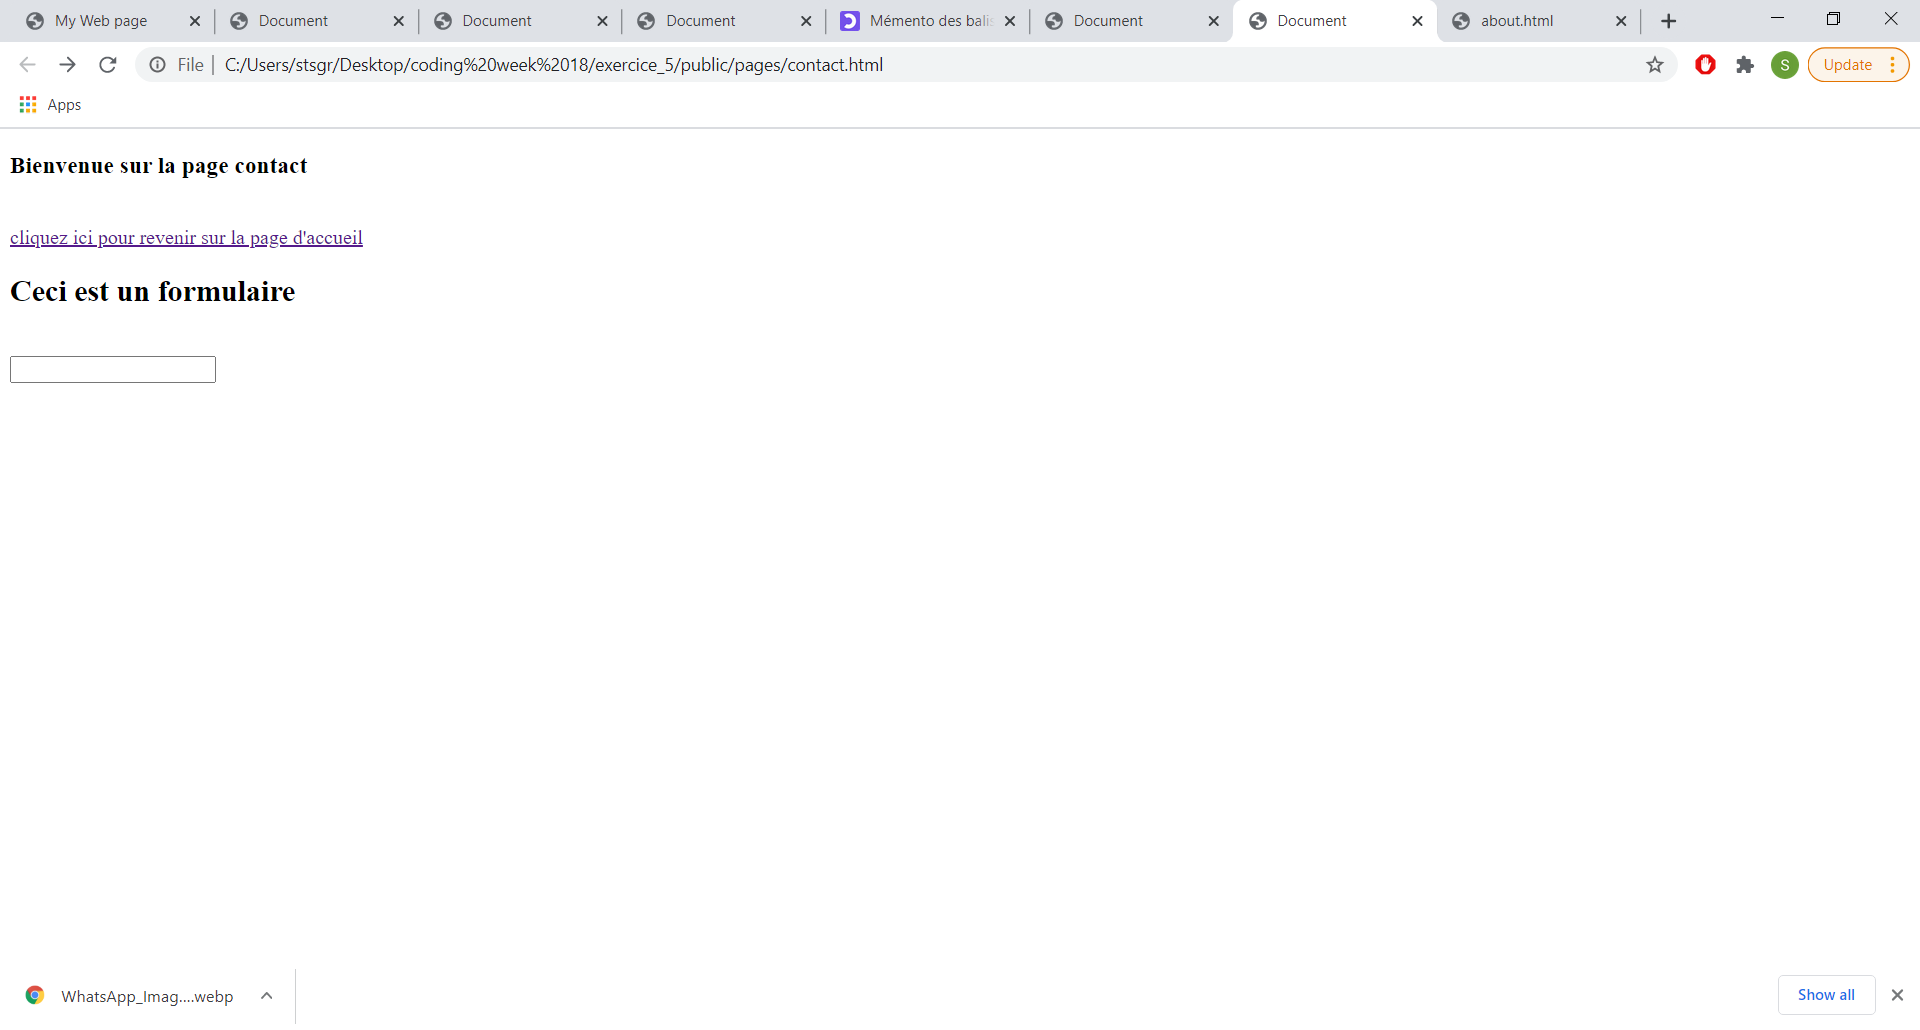 My Web page
Document
Document
Document
Mémento des balis
Document
Document
about.html
File
C:/Users/stsgr/Desktop/coding%20week%2018/exercice_5/public/pages/contact.html
S
Update
Apps
Bienvenue sur la page contact
cliquez ici pour revenir sur la page d'accueil
Ceci est un formulaire
WhatsApp_Imag....webp
Show all